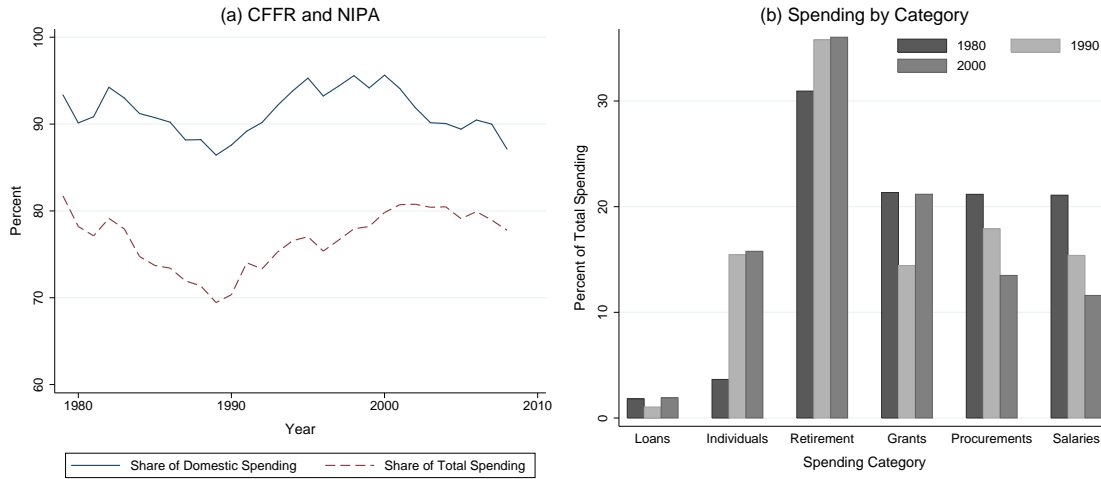 (a) CFFR and NIPA
Percent
100
90
80
70
60
1980 1990 2000 2010
Year
Share of Domestic Spending Share of Total Spending
(b) Spending by Category
1980 1990
2000
Percent of Total Spending
30
20
10
0
Loans Individuals Retirement Grants Procurements Salaries
Spending Category